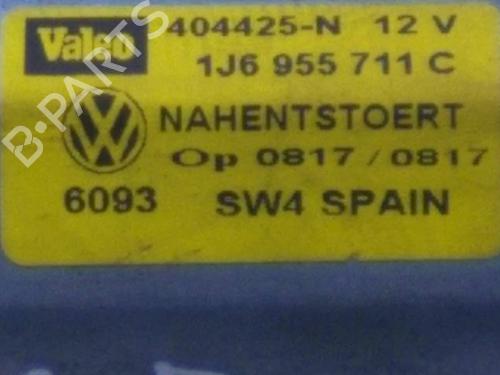 Valeo 404425-N 12 V
1J6 955 711 C
NAHENTSTOERT
Op 0817 / 0817
6093 SW4 SPAIN
B-PARTS